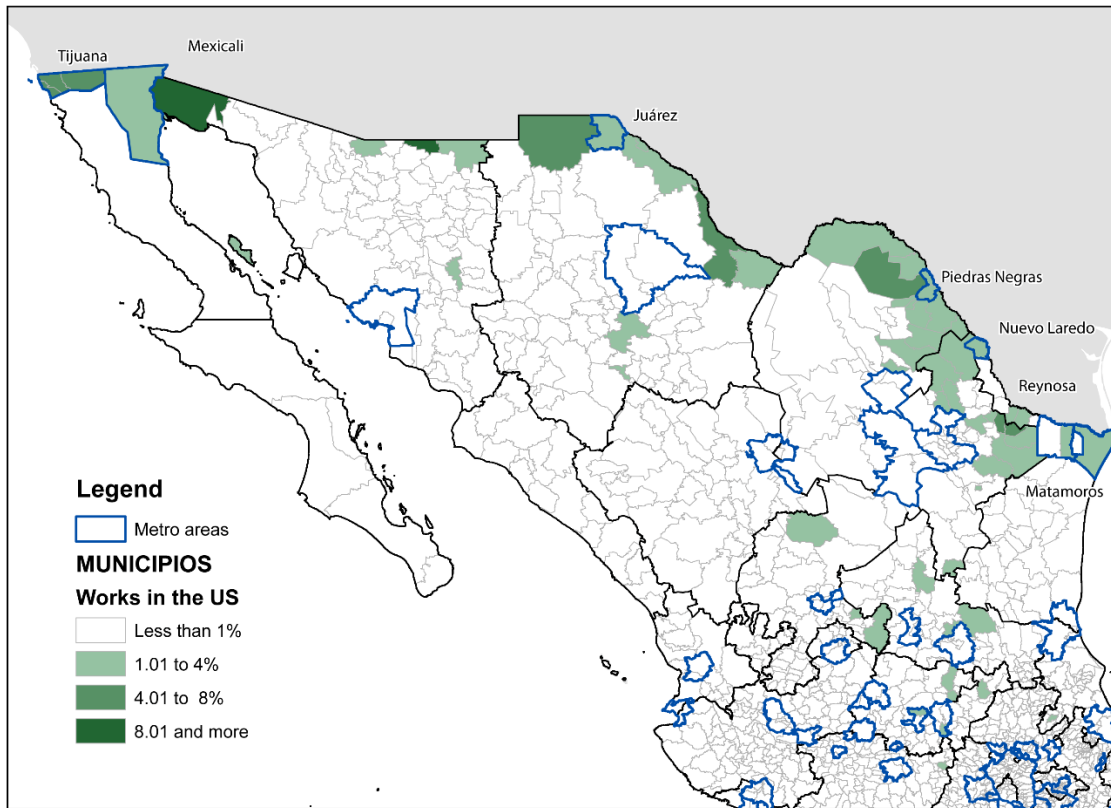 Tijuana
Mexicali
Juárez
Piedras Negras
Nuevo Laredo
Reynosa
Matamoros
Legend
Metro areas
MUNICIPIOS
Works in the US
Less than 1%
1.01 to 4%
4.01 to 8%
8.01 and more